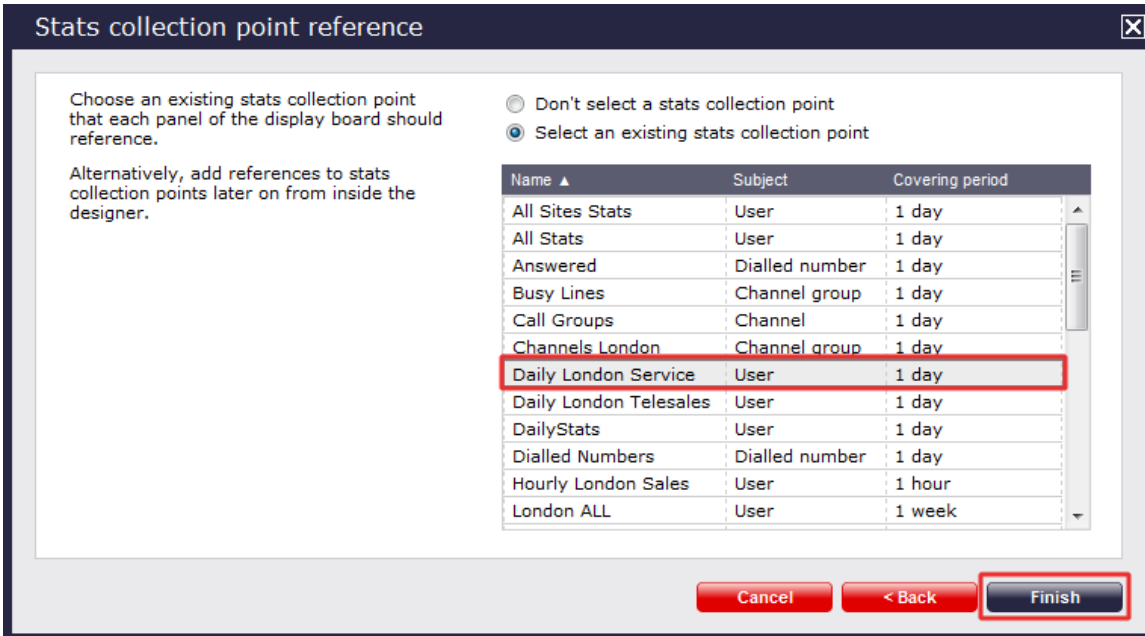 Stats collection point reference
Choose an existing stats collection point
that each panel of the display board should
reference.
Alternatively, add references to stats
collection points later on from inside the
designer.
Don't select a stats collection point
Select an existing stats collection point
Name ▲ Subject Covering period
All Sites Stats User 1 day
All Stats User 1 day
Answered Dialled number 1 day
Busy Lines Channel group 1 day
Call Groups Channel 1 day
Channels London Channel group 1 day
Daily London Service User 1 day
Daily London Telesales User 1 day
DailyStats User 1 day
Dialled Numbers Dialled number 1 day
Hourly London Sales User 1 hour
London ALL User 1 week
Cancel < Back Finish